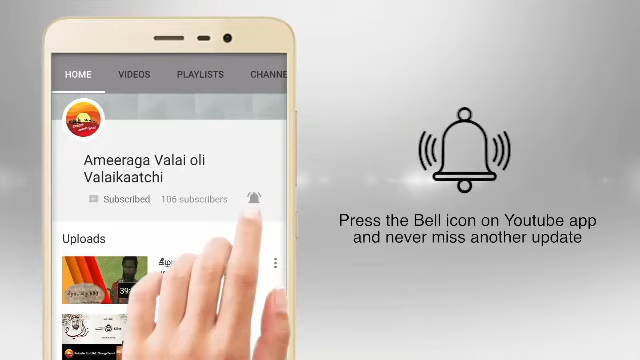 HOME VIDEOS PLAYLISTS CHANNE
Ameeraga Valai oli
Valaikaatchi
Subscribed 106 subscribers
Uploads
Press the Bell icon on Youtube app
and never miss another update